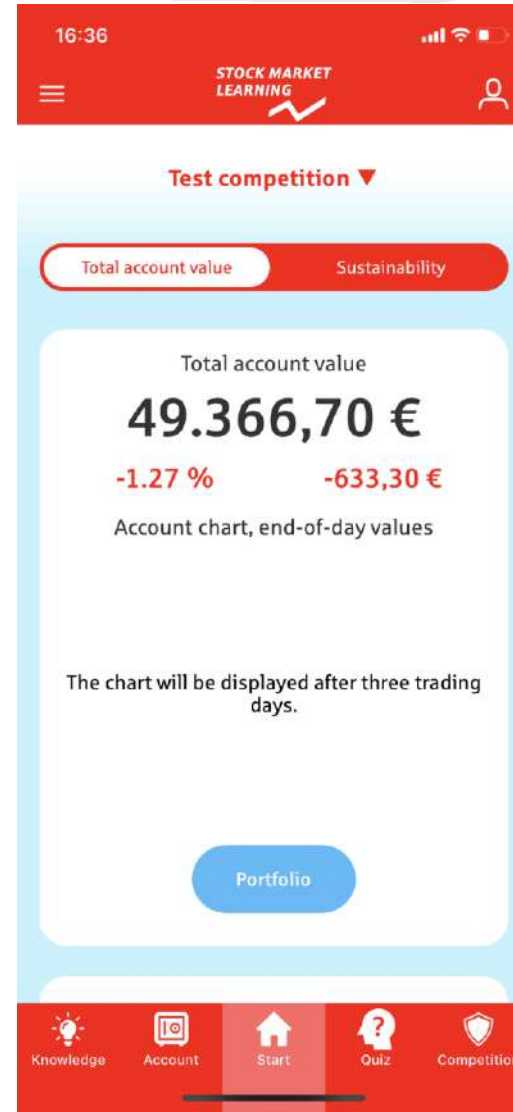 16:36
STOCK MARKET
LEARNING
Test competition ▼
Total account value
Sustainability
Total account value
49.366,70 €
-1.27 %
-633,30 €
Account chart, end-of-day values
The chart will be displayed after three trading
days.
Portfolio
Knowledge
Account
Start
Quiz
Competitio